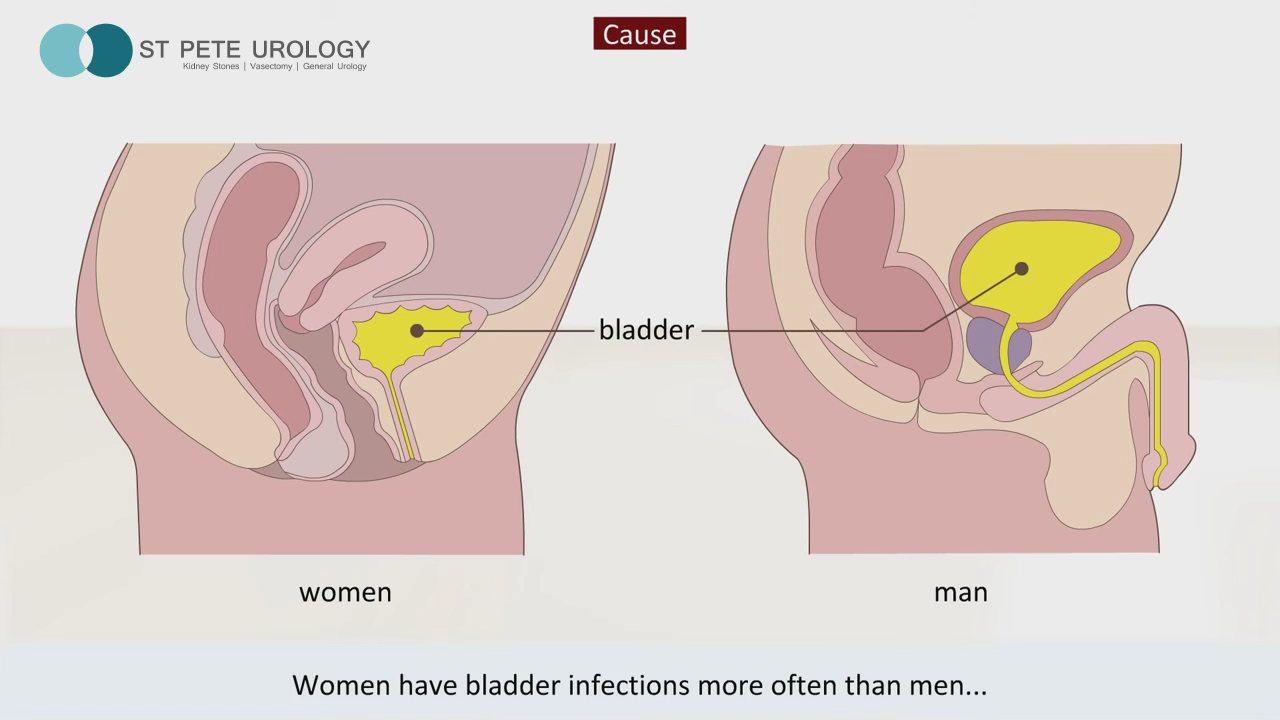 ST PETE UROLOGY
Kidney Stones | Vasectomy | General Urology
Cause
bladder
women
man
Women have bladder infections more often than men...